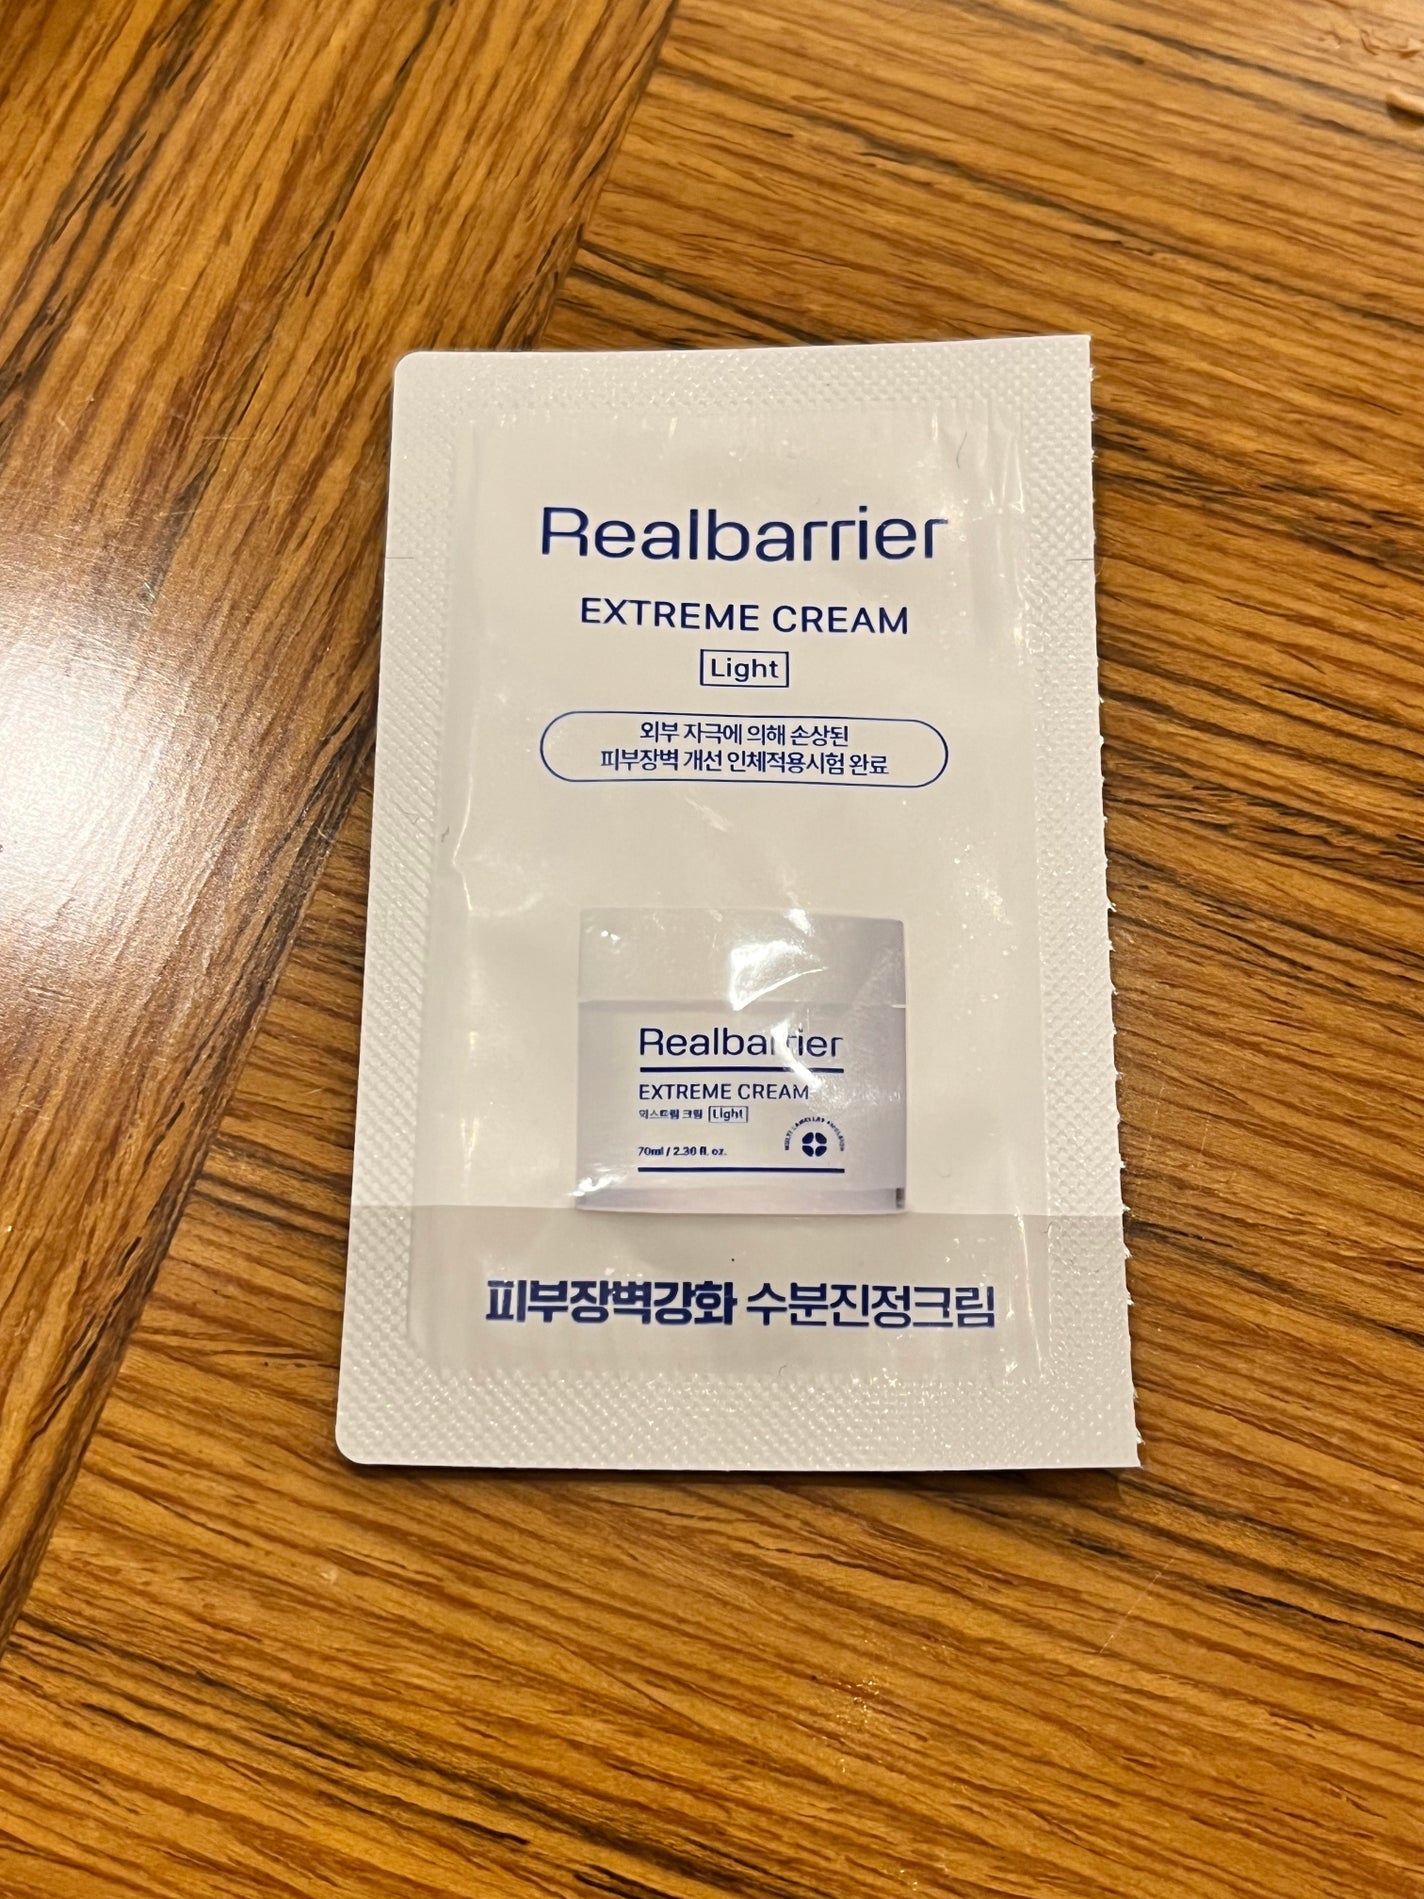 Realbarrier
EXTREME CREAM
Light
외부 자극에 의해 손상된
피부장벽 개선 인체적용시험 완료
Realbarrier
EXTREME CREAM
익스트림 크림 Light
70ml / 2.30 fl. oz.
피부장벽강화 수분진정크림